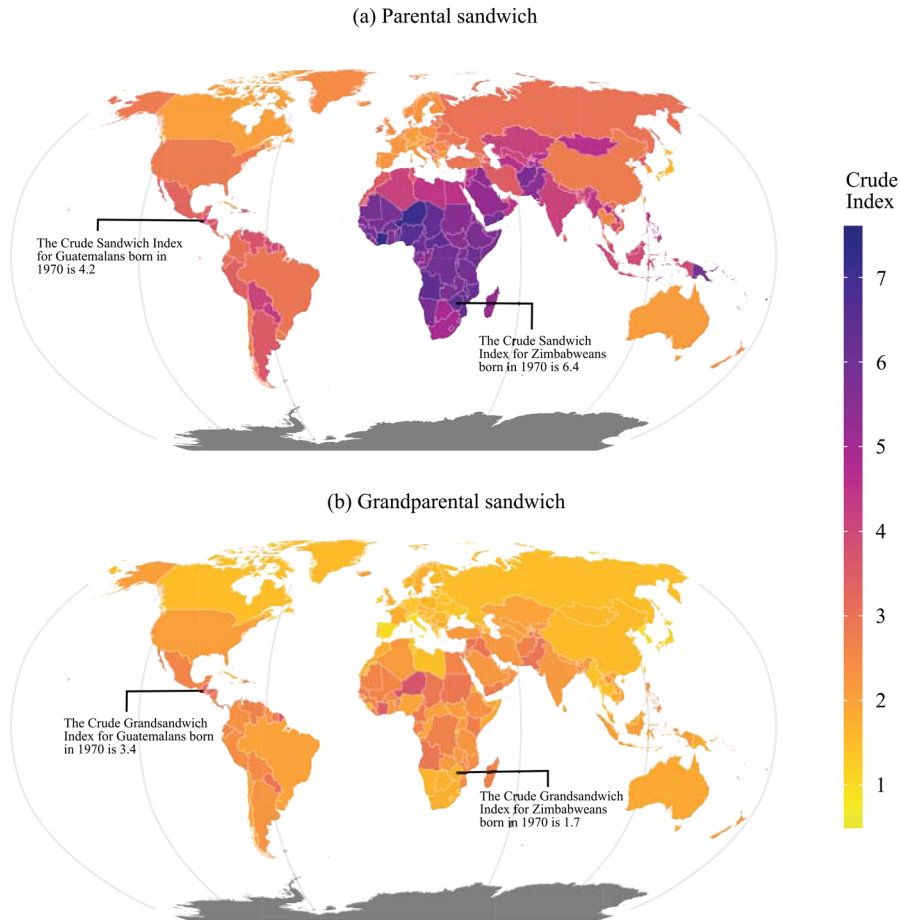 (a) Parental sandwich
The Crude Sandwich Index
for Guatemalans born in
1970 is 4.2
The Crude Sandwich
Index for Zimbabweans
born in 1970 is 6.4
Crude
Index
7
6
5
4
3
2
1
(b) Grandparental sandwich
The Crude Grandsandwich
Index for Guatemalans born
in 1970 is 3.4
The Crude Grandsandwich
Index for Zimbabweans
born in 1970 is 1.7